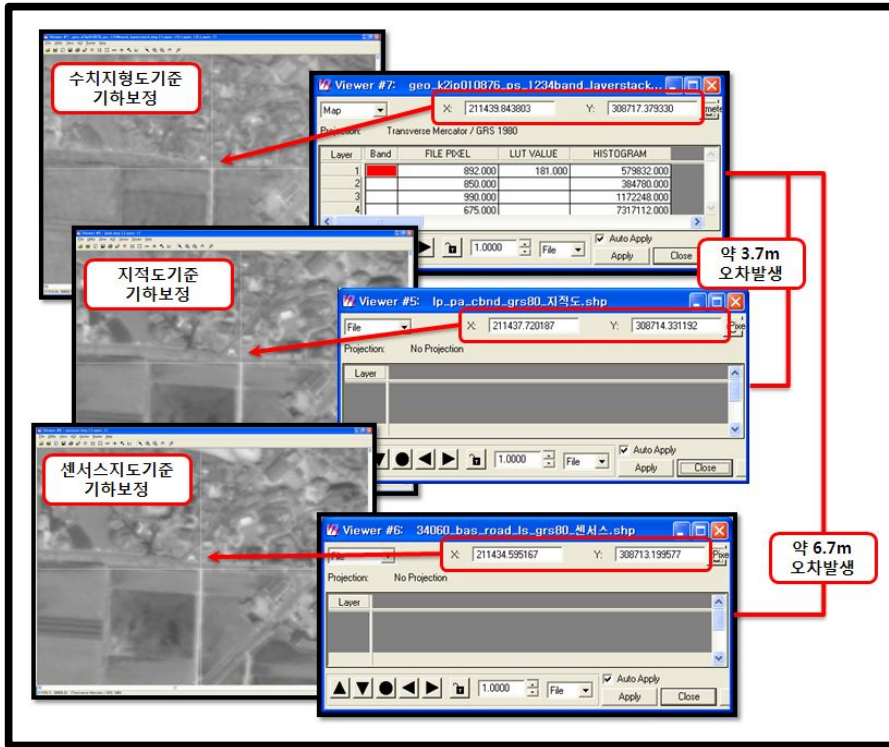 수치지형도기준
기하보정
Viewer #7: geo_k2ip010876_ps_1234band_laverstack...
Map X: 211439.843803 Y: 308717.379330
Projection: Transverse Mercator / GRS 1980
Layer Band FILE PIXEL LUT VALUE HISTOGRAM
1 892.000 181.000 579832.000
2 850.000 384780.000
3 990.000 1172248.000
4 675.000 7317112.000
1.0000 File Auto Apply
Apply Close
약 3.7m
오차발생
지적도기준
기하보정
Viewer #5: lp_pa_cbnd_grs80_지적도.shp
File X: 211437.720187 Y: 308714.331192
Projection: No Projection
Layer
1.0000 File Auto Apply
Apply Close
센서스지도기준
기하보정
Viewer #6: 34060_bas_road_ls_grs80_센서스.shp
File X: 211434.595167 Y: 308713.199577
Projection: No Projection
Layer
1.0000 File Auto Apply
Apply Close
약 6.7m
오차발생